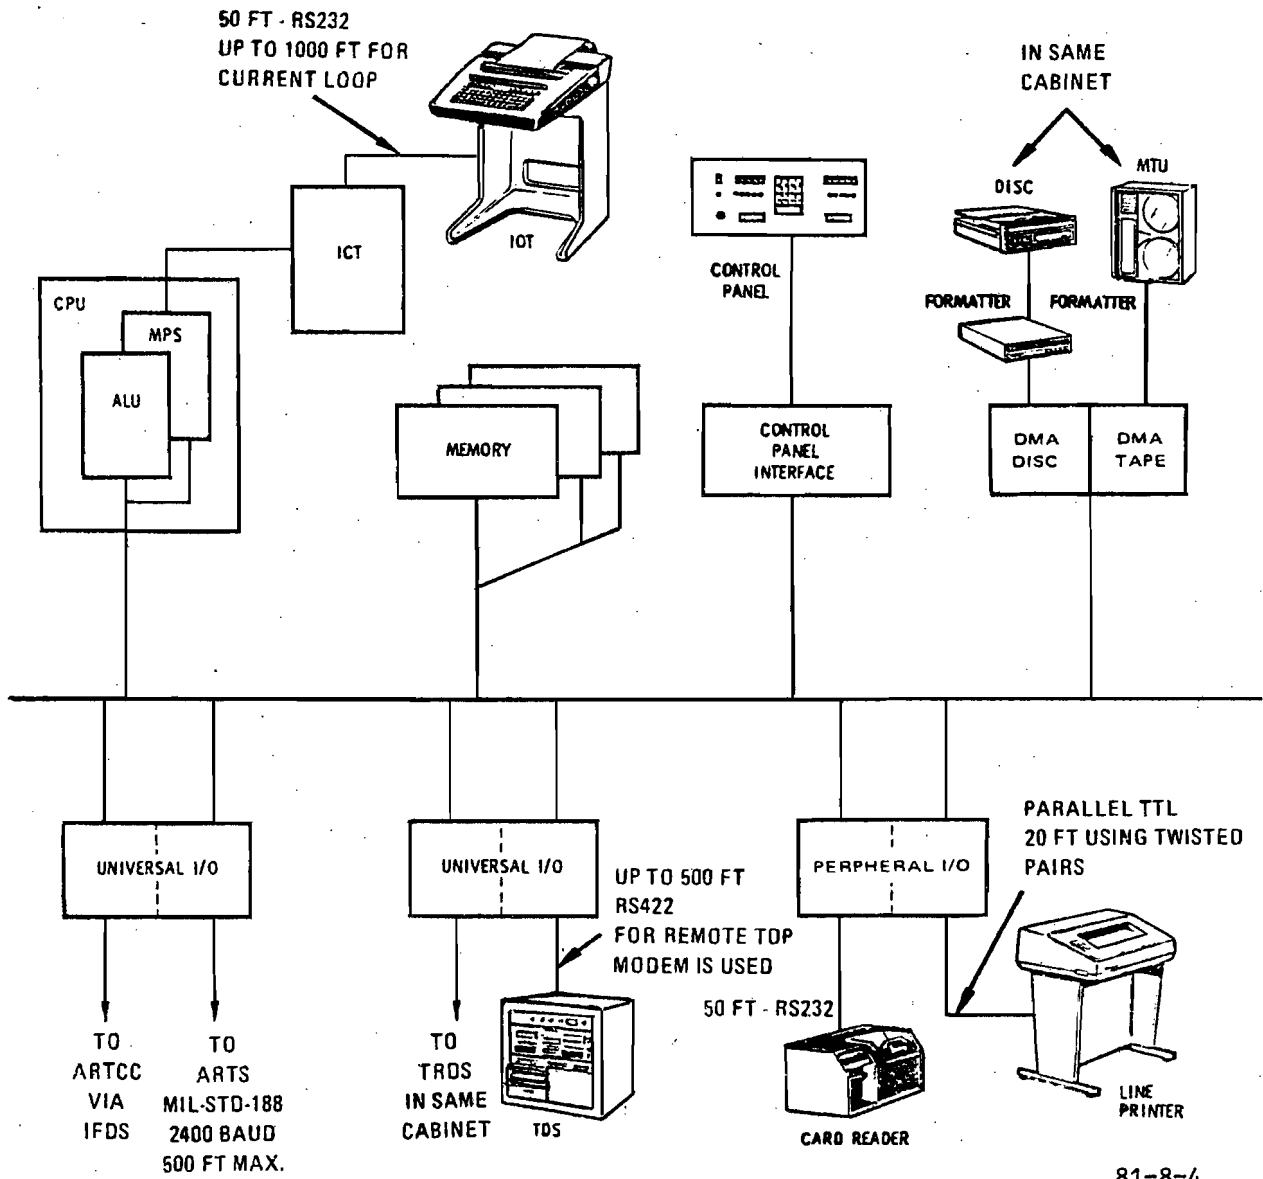 50 FT - RS232
UP TO 1000 FT FOR
CURRENT LOOP
IN SAME
CABINET
MTU
DISC
IOT
ICT
CONTROL
PANEL
CPU
FORMATTER
FORMATTER
MPS
ALU
MEMORY
CONTROL
PANEL
INTERFACE
DMA
DISC
DMA
TAPE
UNIVERSAL I/O
UNIVERSAL I/O
PERPHERAL I/O
PARALLEL TTL
20 FT USING TWISTED
PAIRS
UP TO 500 FT
RS422
FOR REMOTE TOP
MODEM IS USED
50 FT - RS232
TO
ARTCC
VIA
IFDS
TO
ARTS
MIL-STD-188
2400 BAUD
500 FT MAX.
TO
TRDS
IN SAME
CABINET
TDS
CARD READER
LINE
PRINTER
81-8-4